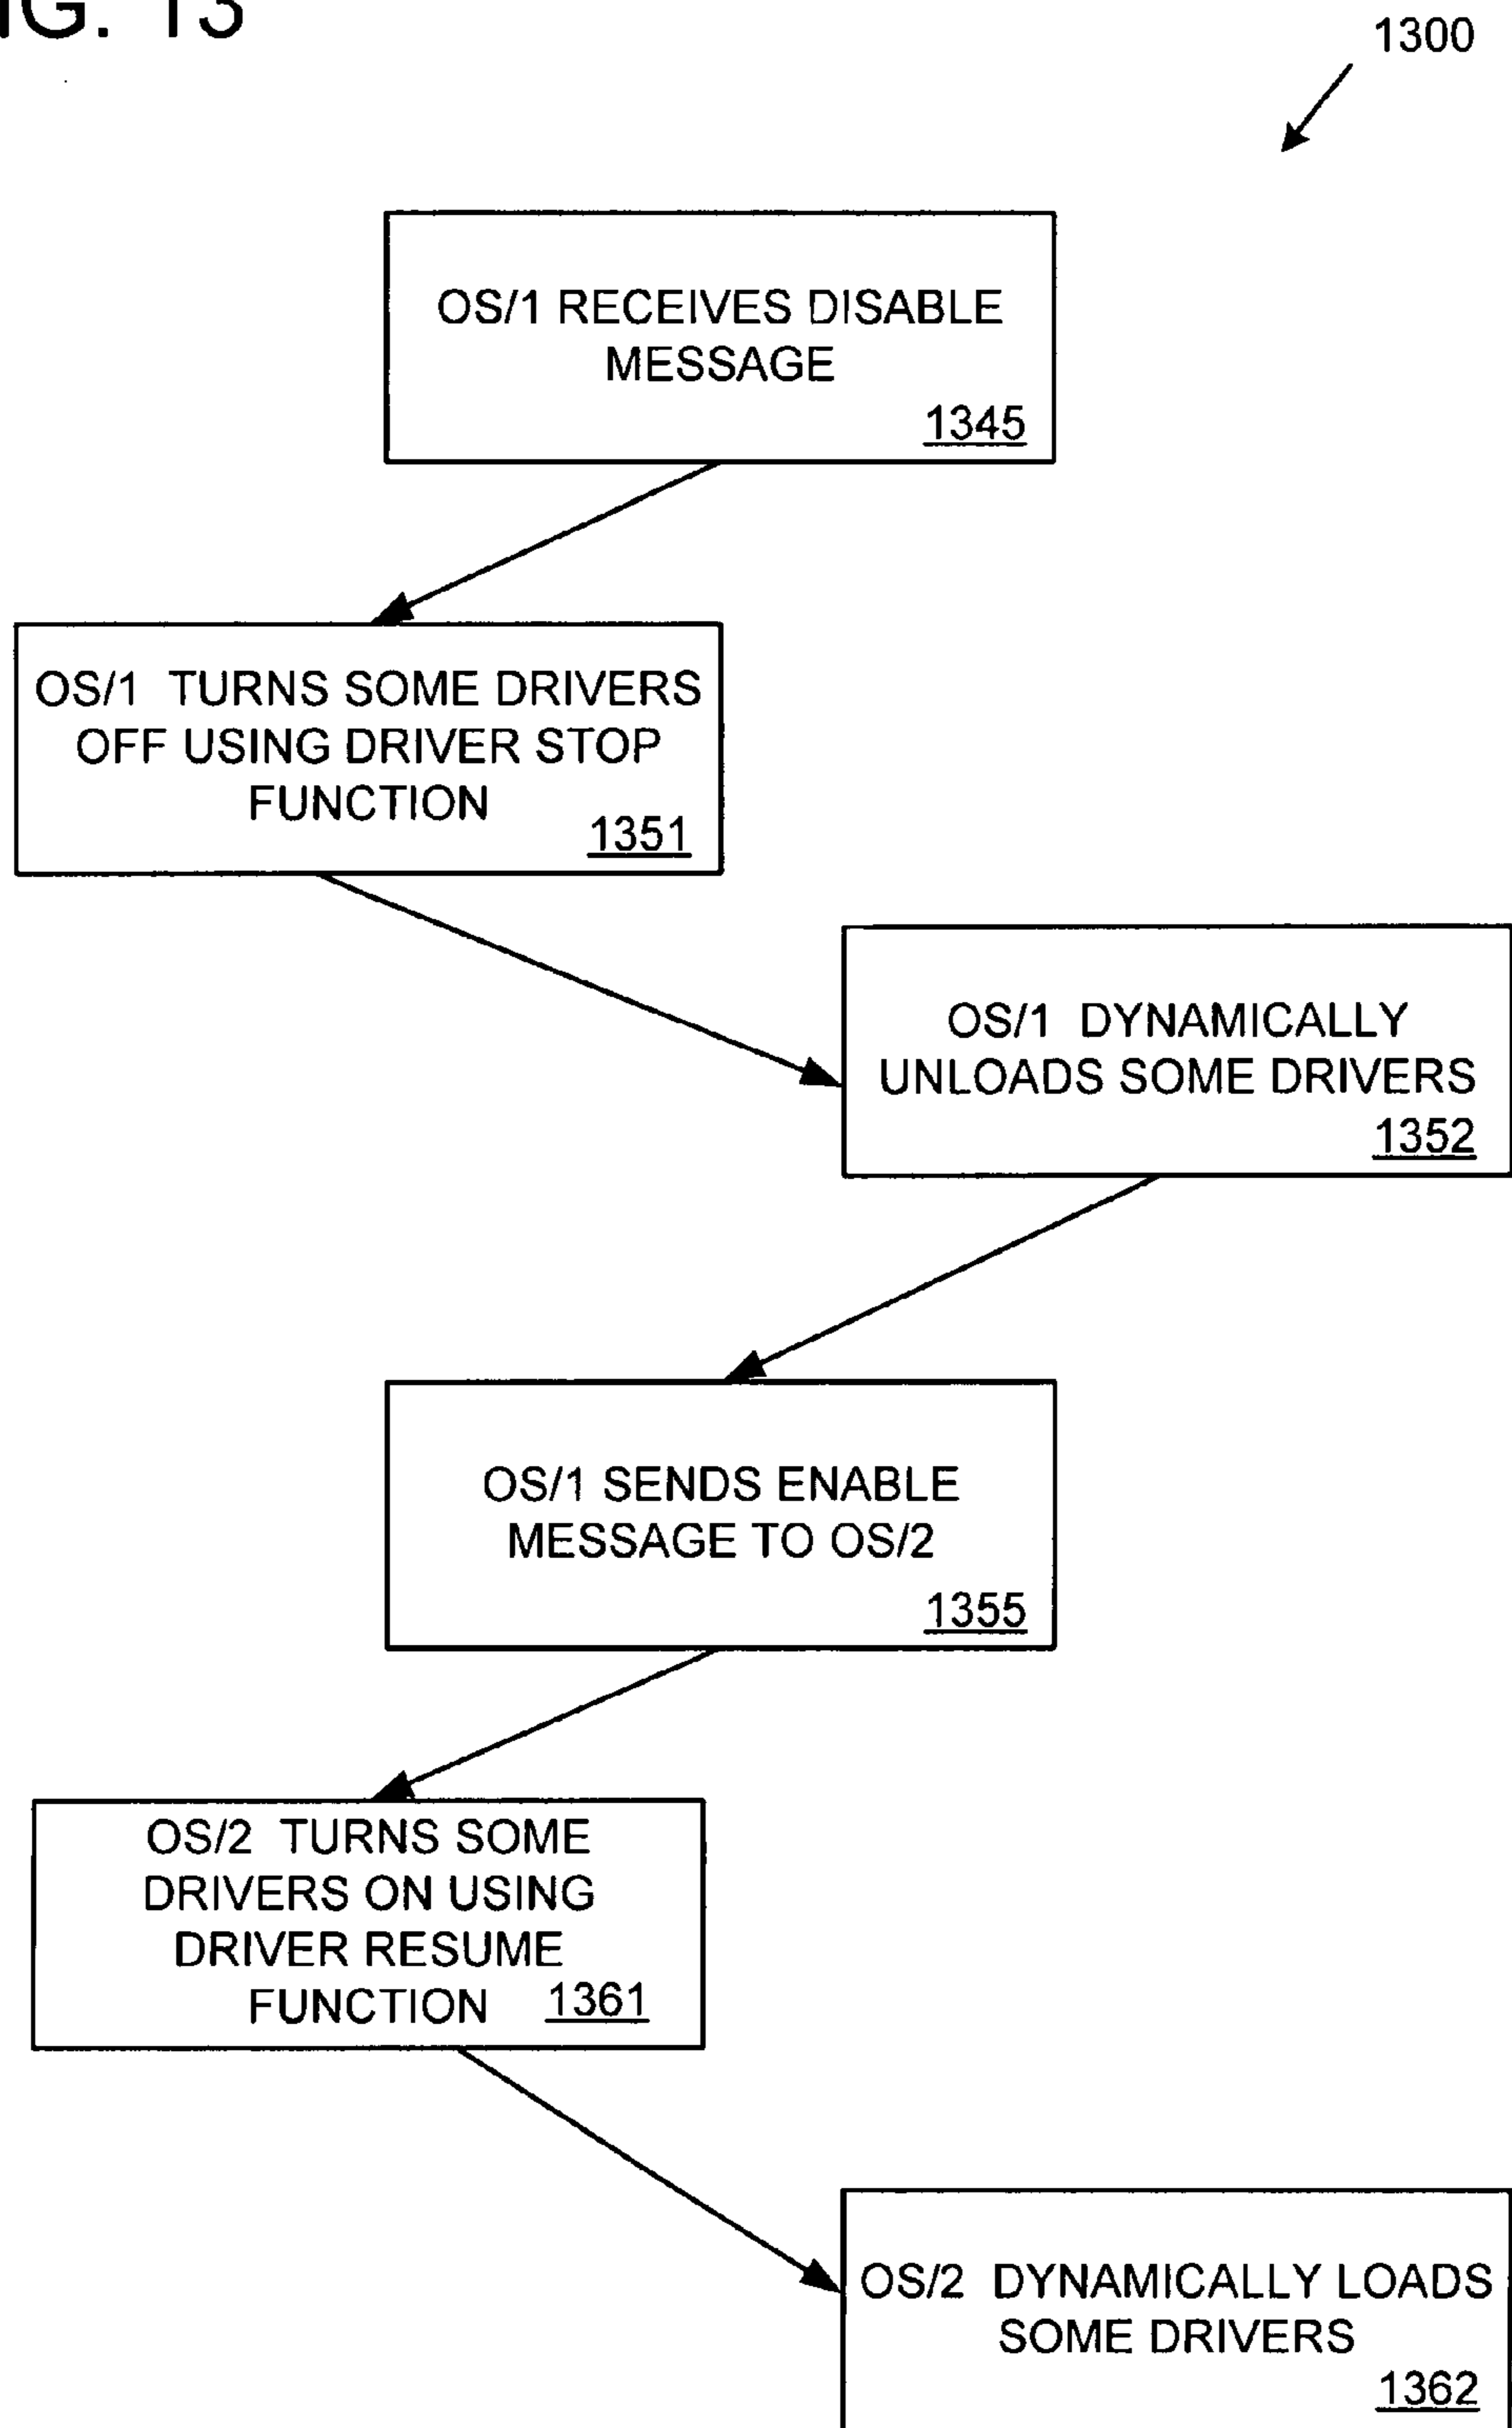 IG. 13
1300
OS/1 RECEIVES DISABLE
MESSAGE
1345
OS/1 TURNS SOME DRIVERS
OFF USING DRIVER STOP
FUNCTION
1351
OS/1 DYNAMICALLY
UNLOADS SOME DRIVERS
1352
OS/1 SENDS ENABLE
MESSAGE TO OS/2
1355
OS/2 TURNS SOME
DRIVERS ON USING
DRIVER RESUME
FUNCTION 1361
OS/2 DYNAMICALLY LOADS
SOME DRIVERS
1362